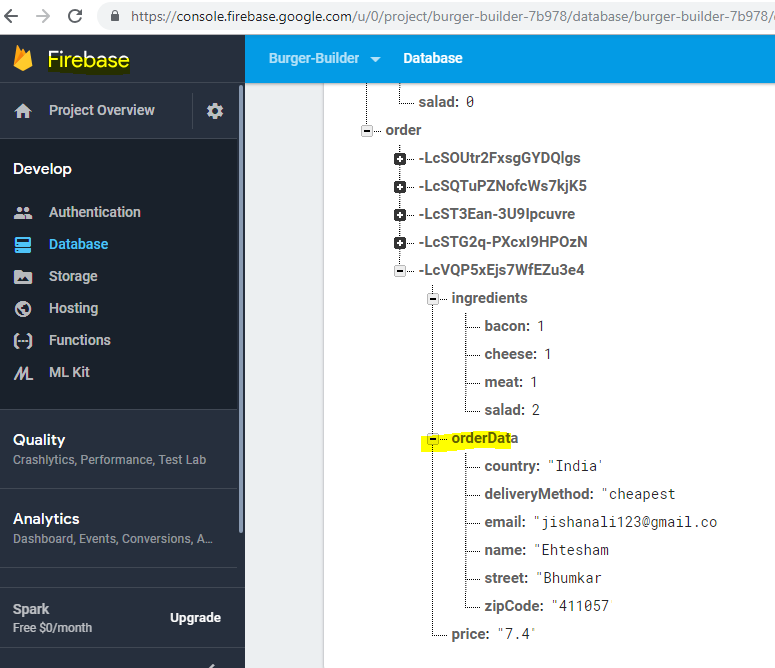 https://console.firebase.google.com/u/0/project/burger-builder-7b978/database/burger-builder-7b978/
Firebase
Burger-Builder
Database
Project Overview
Develop
Authentication
Database
Storage
Hosting
Functions
ML Kit
Quality
Crashlytics, Performance, Test Lab
Analytics
Dashboard, Events, Conversions, A...
Spark
Free $0/month
Upgrade
salad: 0
order
-LcSOUtr2FxsgGYDQlgs
-LcSQTuPZNofcWs7kjK5
-LcST3Ean-3U9Ipcuvre
-LcSTG2q-PXcxI9HPOzN
-LcVQP5xEjs7WfEZu3e4
ingredients
bacon: 1
cheese: 1
meat: 1
salad: 2
orderData
country: "India'
deliveryMethod: "cheapest
email: "jishanali123@gmail.co
name: "Ehtesham
street: "Bhumkar
zipCode: "411057
price: "7.4'